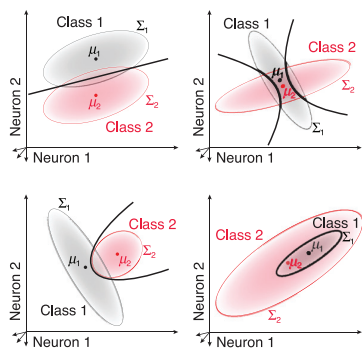 Class 1
Σ₁
μ₁
μ₂
Σ₂
Class 2
Neuron 2
Neuron 1
Class 1
Class 2
μ₁
μ₂
Σ₁
Σ₂
Neuron 2
Neuron 1
Σ₁
Class 2
μ₁
μ₂
Σ₂
Class 1
Neuron 2
Neuron 1
Class 1
Class 2
Σ₁
μ₁
μ₂
Σ₂
Neuron 2
Neuron 1